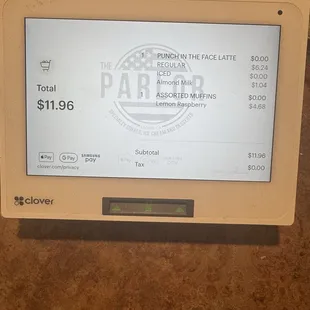 THE
PARLOR
1 PUNCH IN THE FACE LATTE $0.00
REGULAR $6.24
ICED $0.00
Almond Milk $1.04
ASSORTED MUFFINS $0.00
Lemon Raspberry $4.68
Total
$11.96
Subtotal $11.96
Tax $0.00
Pay
G Pay
SAMSUNG
pay
clover.com/privacy
clover